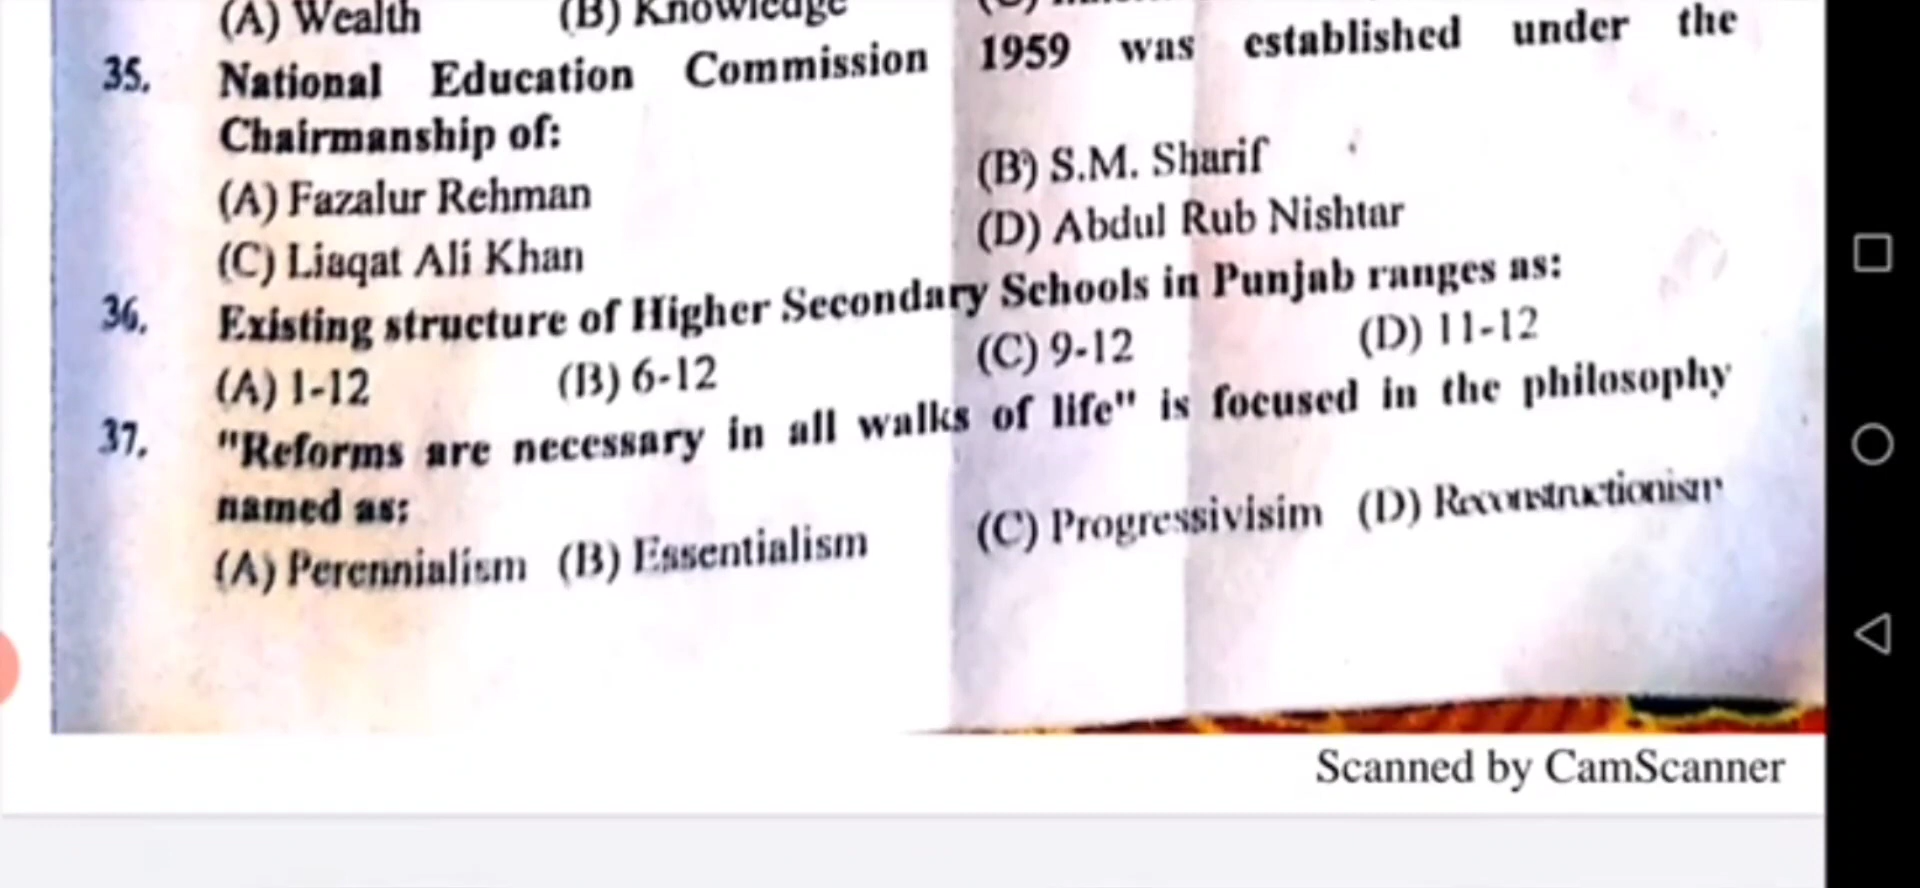 (A) Wealth (B) Knowledge
35. National Education Commission 1959 was established under the
Chairmanship of:
(A) Fazalur Rehman (B) S.M. Sharif
(C) Liaqat Ali Khan (D) Abdul Rub Nishtar
36. Existing structure of Higher Secondary Schools in Punjab ranges as:
(A) 1-12 (B) 6-12 (C) 9-12 (D) 11-12
37. "Reforms are necessary in all walks of life" is focused in the philosophy
named as:
(A) Perennialism (B) Essentialism (C) Progressivisim (D) Reconstructionism
Scanned by CamScanner